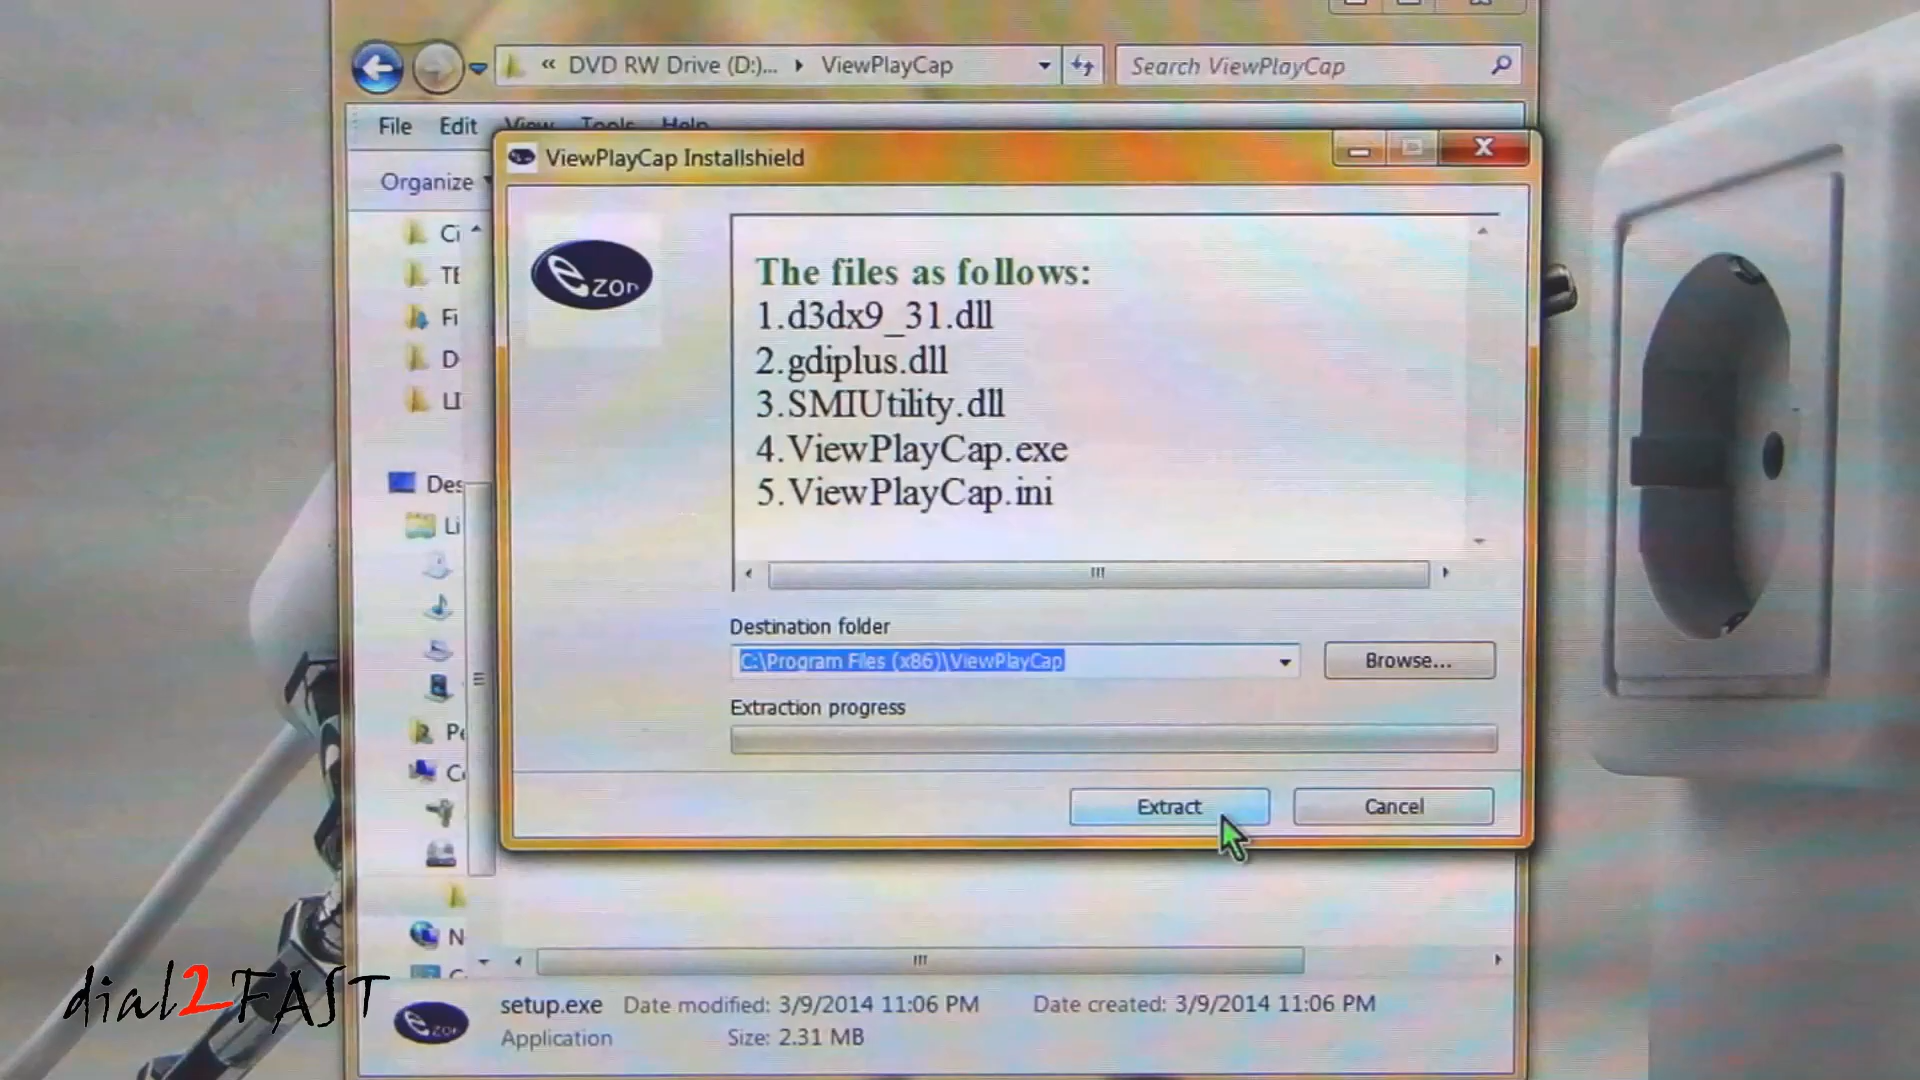 « DVD RW Drive (D:)... ▸ ViewPlayCap
Search ViewPlayCap
File Edit View Tools Help
ViewPlayCap Installshield
Organize
ezon
The files as follows:
1.d3dx9_31.dll
2.gdiplus.dll
3.SMIUtility.dll
4.ViewPlayCap.exe
5.ViewPlayCap.ini
Destination folder
C:\Program Files (x86)\ViewPlayCap
Browse...
Extraction progress
Extract
Cancel
dial2FAST
ezon
setup.exe Date modified: 3/9/2014 11:06 PM Date created: 3/9/2014 11:06 PM
Application Size: 2.31 MB